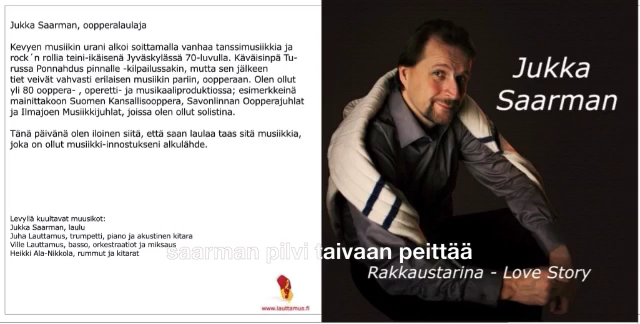 Jukka Saarman, oopperalaulaja
Kevyen musiikin urani alkoi soittamalla vanhaa tanssimusiikkia ja
rock´n rollia teini-ikäisenä Jyväskylässä 70-luvulla. Käväisinpä Tu-
russa Ponnahdus pinnalle -kilpailussakin, mutta sen jälkeen
tiet veivät vahvasti erilaisen musiikin pariin, oopperaan. Olen ollut
yli 80 ooppera- , operetti- ja musikaaliproduktiossa; esimerkkeinä
mainittakoon Suomen Kansallisooppera, Savonlinnan Oopperajuhlat
ja Ilmajoen Musiikkijuhlat, joissa olen ollut solistina.
Tänä päivänä olen iloinen siitä, että saan laulaa taas sitä musiikkia,
joka on ollut musiikki-innostukseni alkulähde.
Levyllä kuultavat muusikot:
Jukka Saarman, laulu
Juha Lauttamus, trumpetti, piano ja akustinen kitara
Ville Lauttamus, basso, orkestraatiot ja miksaus
Heikki Ala-Nikkola, rummut ja kitarat
www.lauttamus.fi
Jukka
Saarman
saarman pilvi taivaan peittää
Rakkaustarina - Love Story